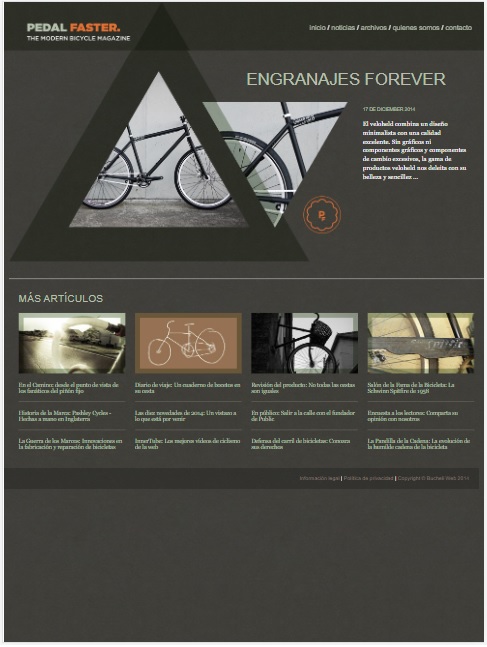 PEDAL FASTER.
THE MODERN BICYCLE MAGAZINE
inicio / noticias / archivos / quienes somos / contacto
ENGRANAJES FOREVER
17 DE DICIEMBRE 2014
El veloheld combina un diseño
minimalista con una calidad
excelente. Sin gráficos ni
componentes gráficos y componentes
de cambio excesivos, la gama de
productos veloheld nos deleita con su
belleza y sencillez ...
MÁS ARTÍCULOS
En el Camino: desde el punto de vista de
los fanáticos del piñón fijo
Diario de viaje: Un cuaderno de bocetos en
su cesta
Revisión del producto: No todas las cestas
son iguales
Salón de la Fama de la Bicicleta: La
Schwinn Spitfire de 1958
Historia de la Marca: Pashley Cycles -
Hechas a mano en Inglaterra
Las diez novedades de 2014: Un vistazo a
lo que está por venir
En público: Salir a la calle con el fundador
de Public
Encuesta a los lectores: Comparta su
opinión con nosotros
La Guerra de los Marcos: Innovaciones en
la fabricación y reparación de bicicletas
InnerTube: Los mejores vídeos de ciclismo
de la web
Defensa del carril de bicicletas: Conozca
sus derechos
La Pandilla de la Cadena: La evolución de
la humilde cadena de la bicicleta
Información legal | Política de privacidad | Copyright © Bucheli Web 2014